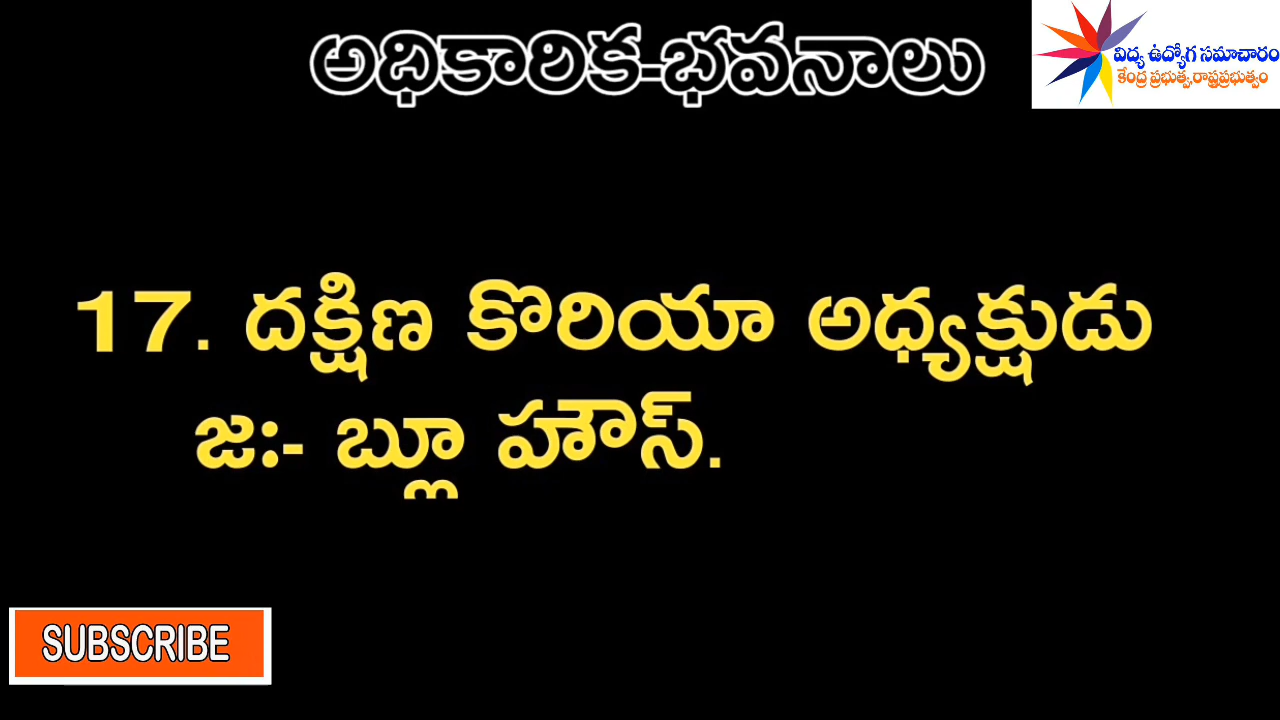 అధికారిక-భవనాలు
విద్య ఉద్యోగ సమాచారం
కేంద్ర ప్రభుత్వ,రాష్ట్రప్రభుత్వం
17. దక్షిణ కొరియా అధ్యక్షుడు
జః- బ్లూ హౌస్.
SUBSCRIBE